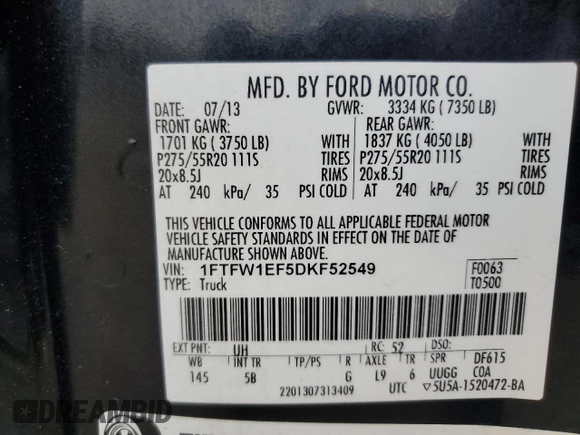 MFD. BY FORD MOTOR CO.
DATE: 07/13 GVWR: 3334 KG ( 7350 LB)
FRONT GAWR: REAR GAWR:
1701 KG ( 3750 LB) WITH 1837 KG ( 4050 LB) WITH
P275/55R20 111S TIRES P275/55R20 111S TIRES
20x8.5J RIMS 20x8.5J RIMS
AT 240 kPa/ 35 PSI COLD AT 240 kPa/ 35 PSI COLD
THIS VEHICLE CONFORMS TO ALL APPLICABLE FEDERAL MOTOR
VEHICLE SAFETY STANDARDS IN EFFECT ON THE DATE OF
MANUFACTURE SHOWN ABOVE.
VIN: 1FTFW1EF5DKF52549 F0063
TYPE: Truck T0500
EXT PNT: UH RC: 52 DSO:
WB INT TR TP/PS R AXLE TR SPR DF615
145 5B G L9 6 UUGG COA
2201307313409 UTC ▽5U5A-1520472-BA
AUTOBIDCAR